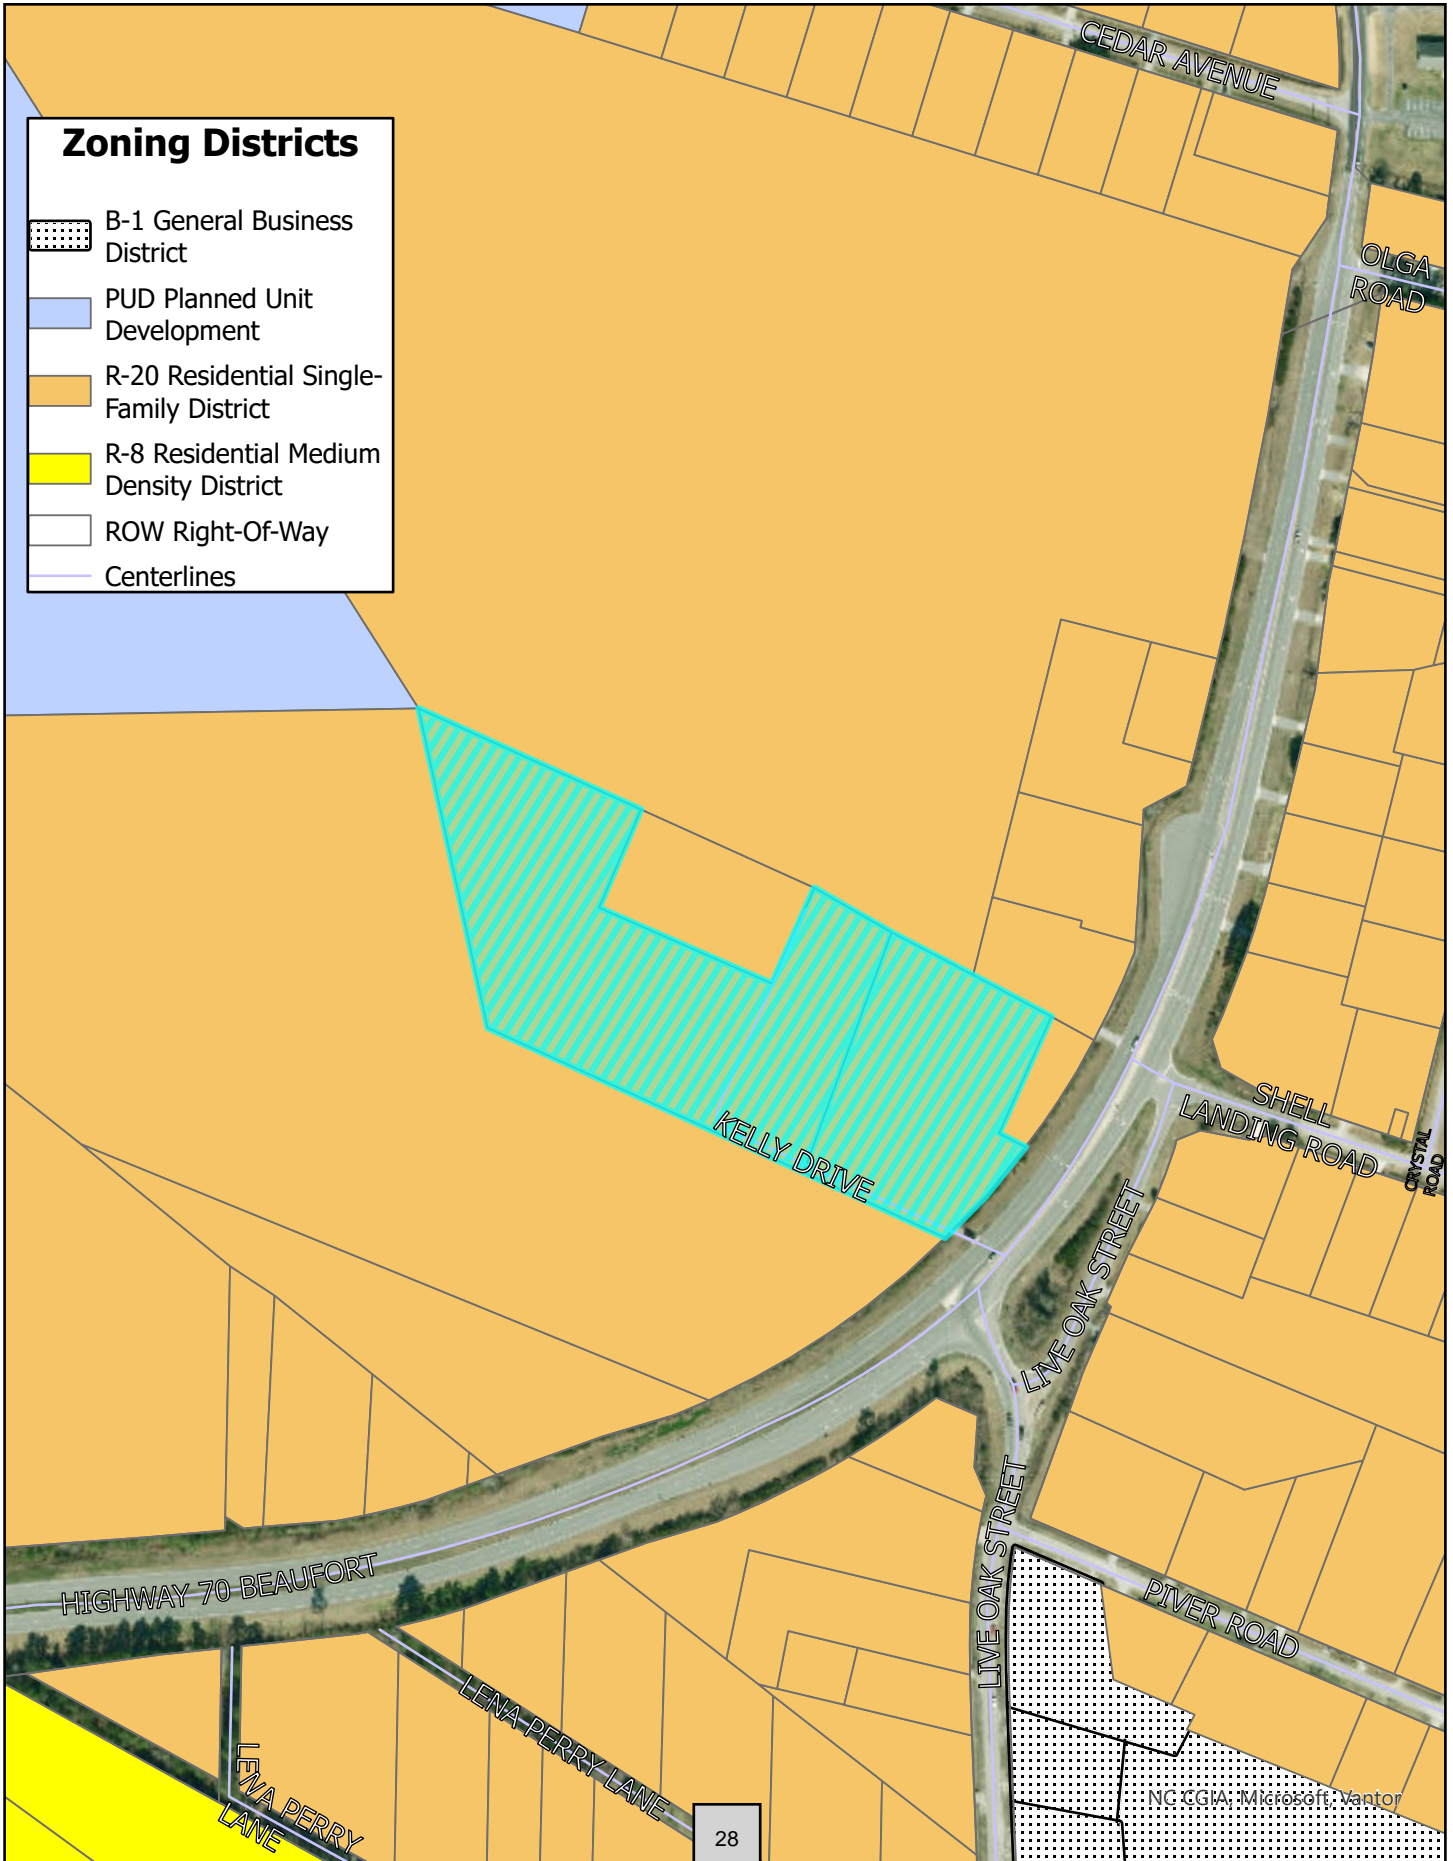 CEDAR AVENUE
Zoning Districts
B-1 General Business
District
PUD Planned Unit
Development
R-20 Residential Single-
Family District
R-8 Residential Medium
Density District
ROW Right-Of-Way
Centerlines
OLGA
ROAD
SHELL
LANDING ROAD
CRYSTAL
ROAD
KELLY DRIVE
LIVE OAK STREET
LIVE OAK STREET
HIGHWAY 70 BEAUFORT
PIVER ROAD
LENA PERRY LANE
LENA PERRY
LANE
NC CGIA, Microsoft, Vantor
28